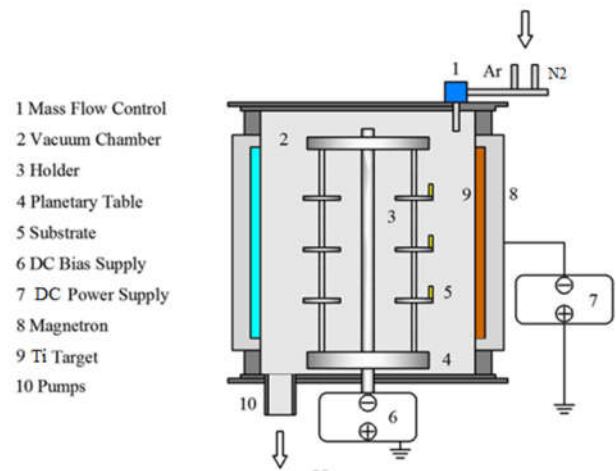 1
Ar
N2
1 Mass Flow Control
2 Vacuum Chamber
3 Holder
4 Planetary Table
5 Substrate
6 DC Bias Supply
7 DC Power Supply
8 Magnetron
9 Ti Target
10 Pumps
2
3
9
8
5
7
4
10
6